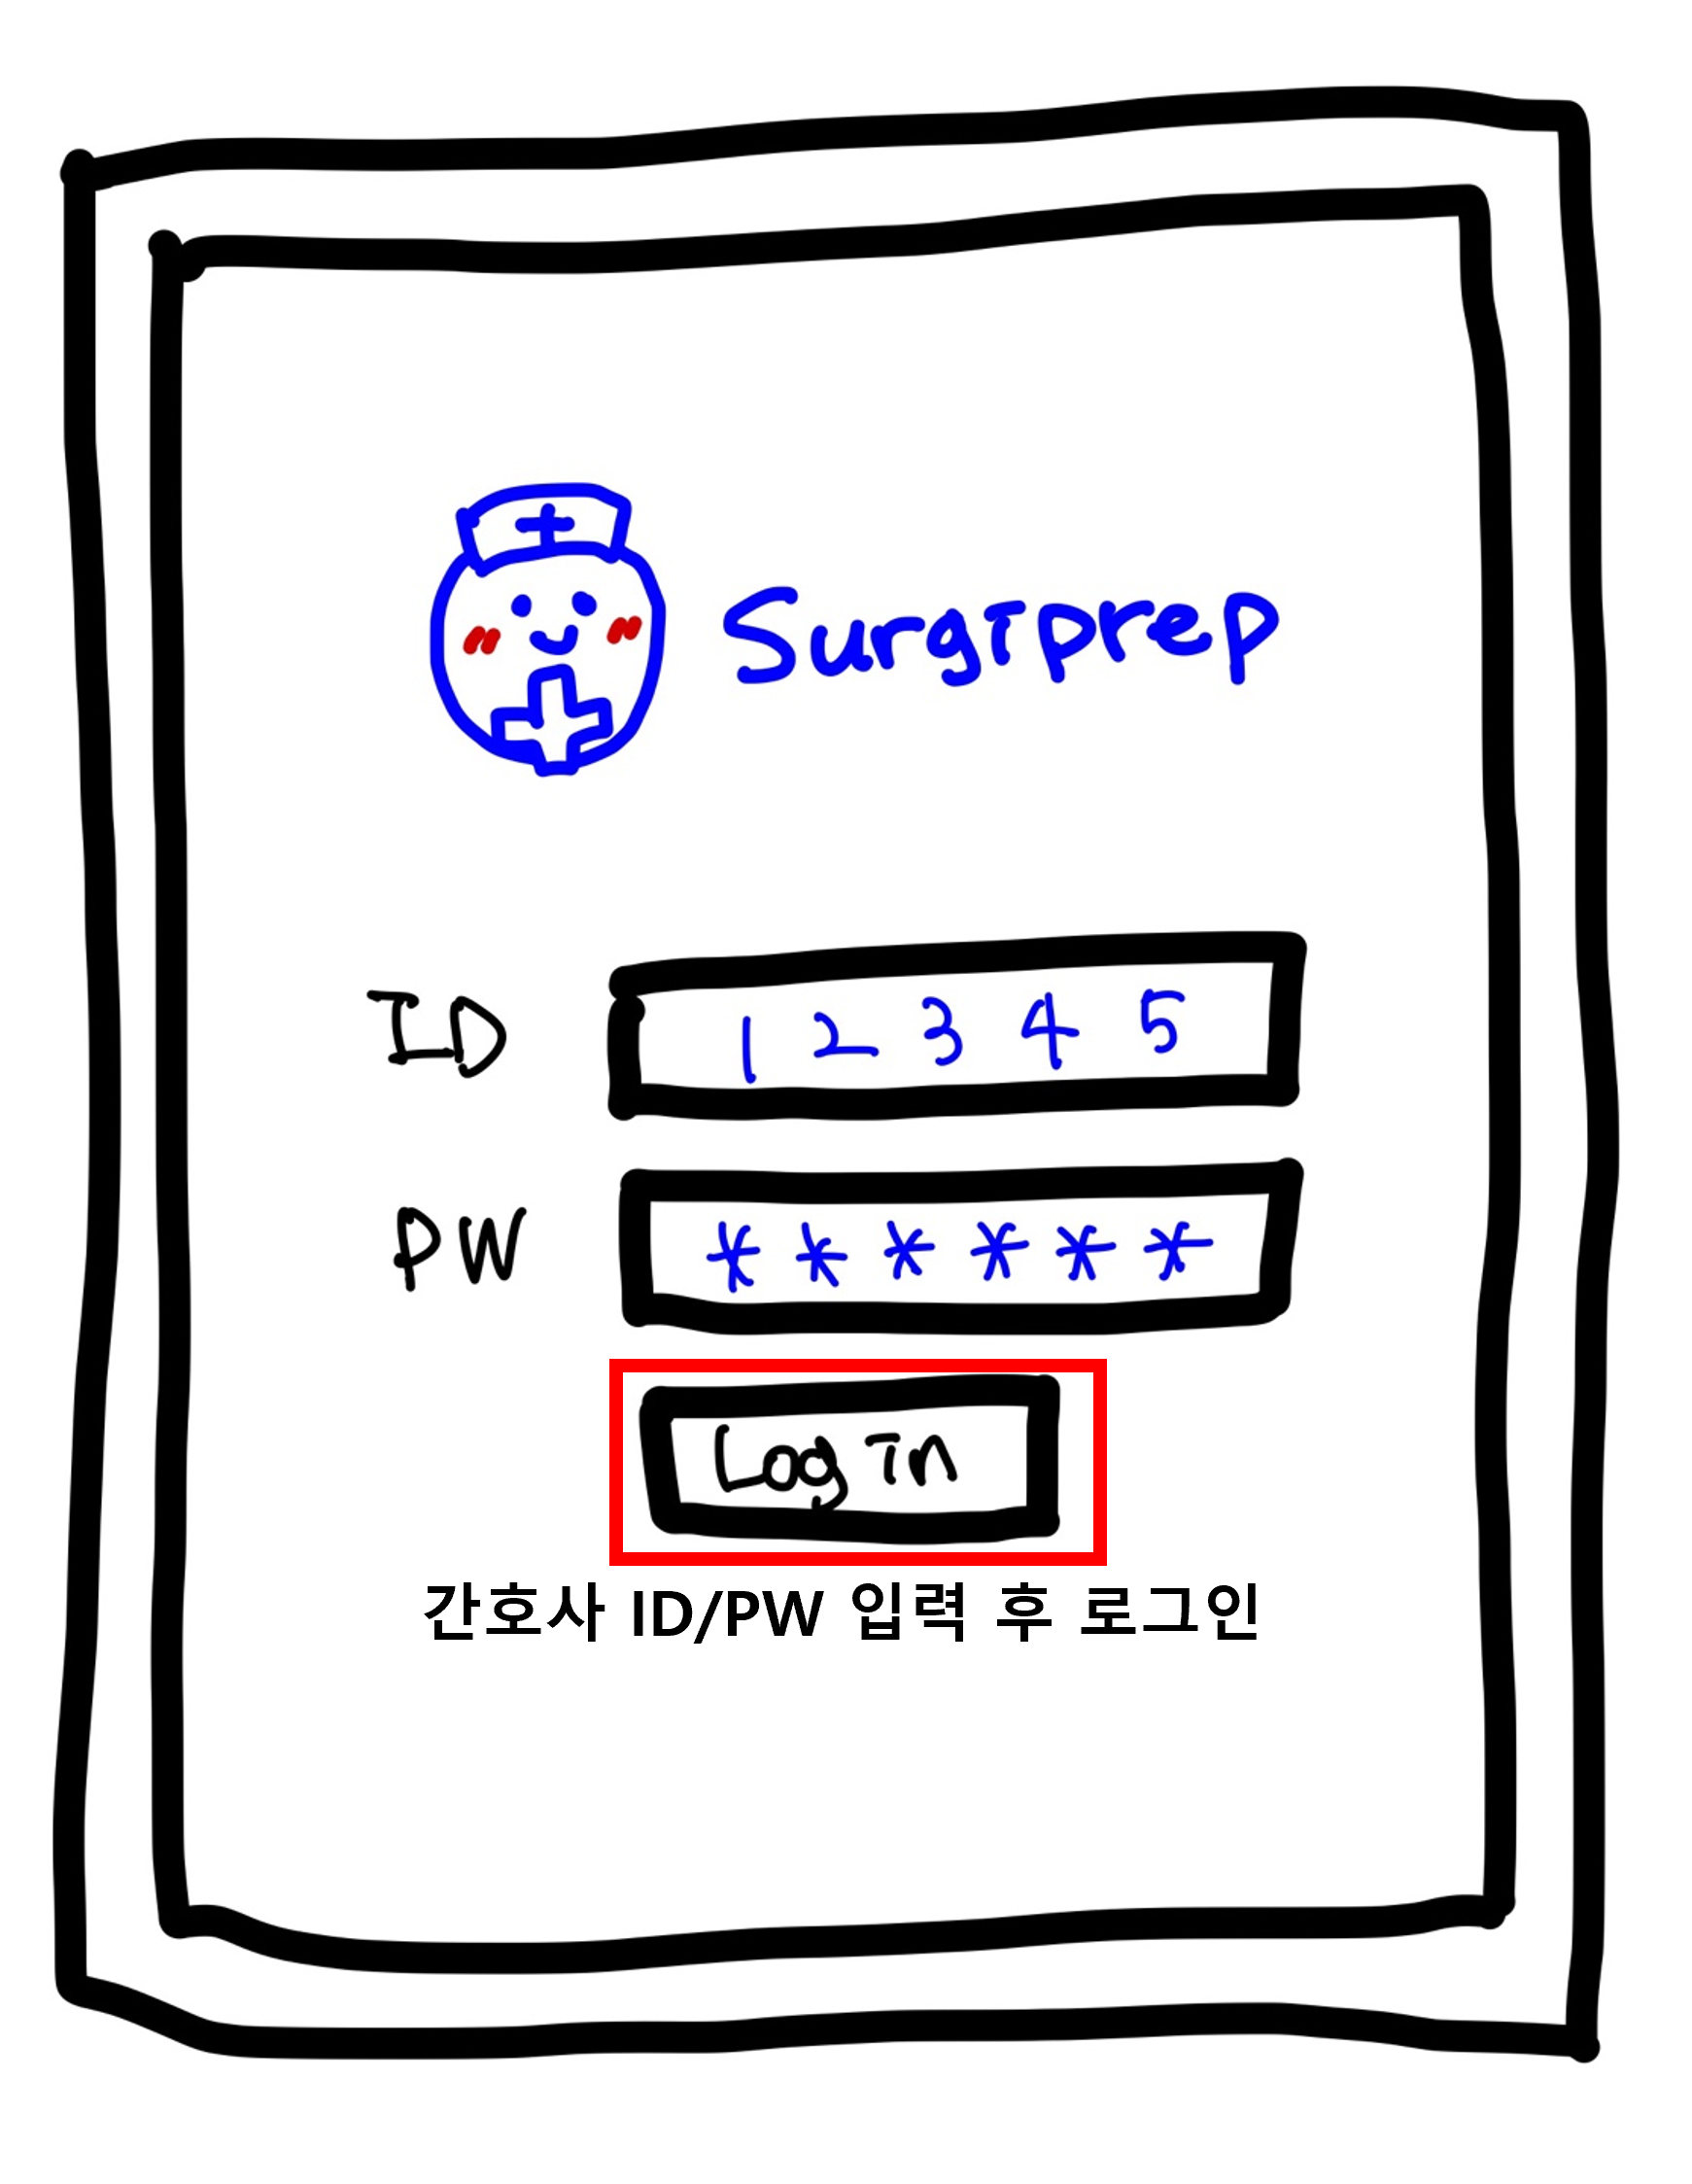 Surgiprep
ID 12345
PW ******
Log in
간호사 ID/PW 입력 후 로그인